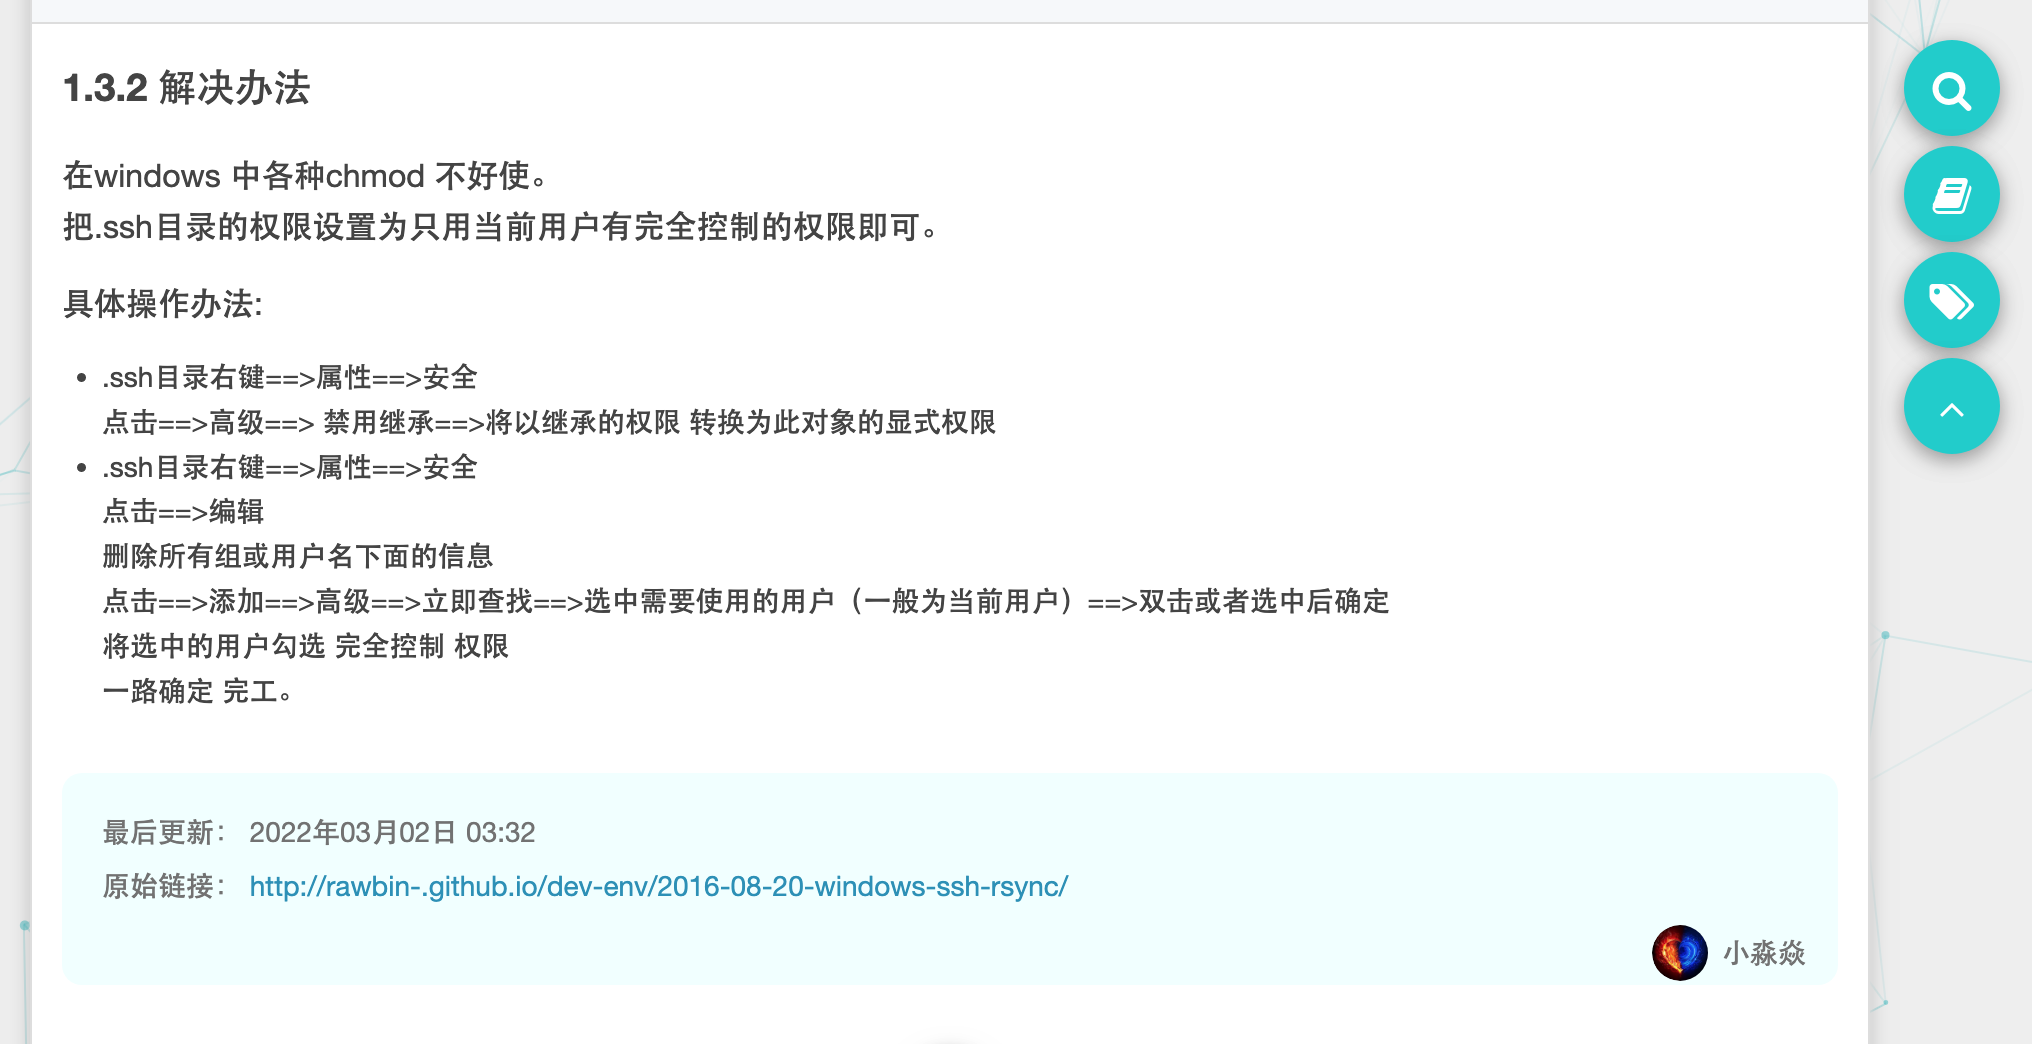 1.3.2 解决办法
在windows 中各种chmod 不好使。
把.ssh目录的权限设置为只用当前用户有完全控制的权限即可。
具体操作办法:
.ssh目录右键==>属性==>安全
点击==>高级==> 禁用继承==>将以继承的权限 转换为此对象的显式权限
.ssh目录右键==>属性==>安全
点击==>编辑
删除所有组或用户名下面的信息
点击==>添加==>高级==>立即查找==>选中需要使用的用户（一般为当前用户）==>双击或者选中后确定
将选中的用户勾选 完全控制 权限
一路确定 完工。
最后更新： 2022年03月02日 03:32
原始链接： http://rawbin-.github.io/dev-env/2016-08-20-windows-ssh-rsync/
小淼焱